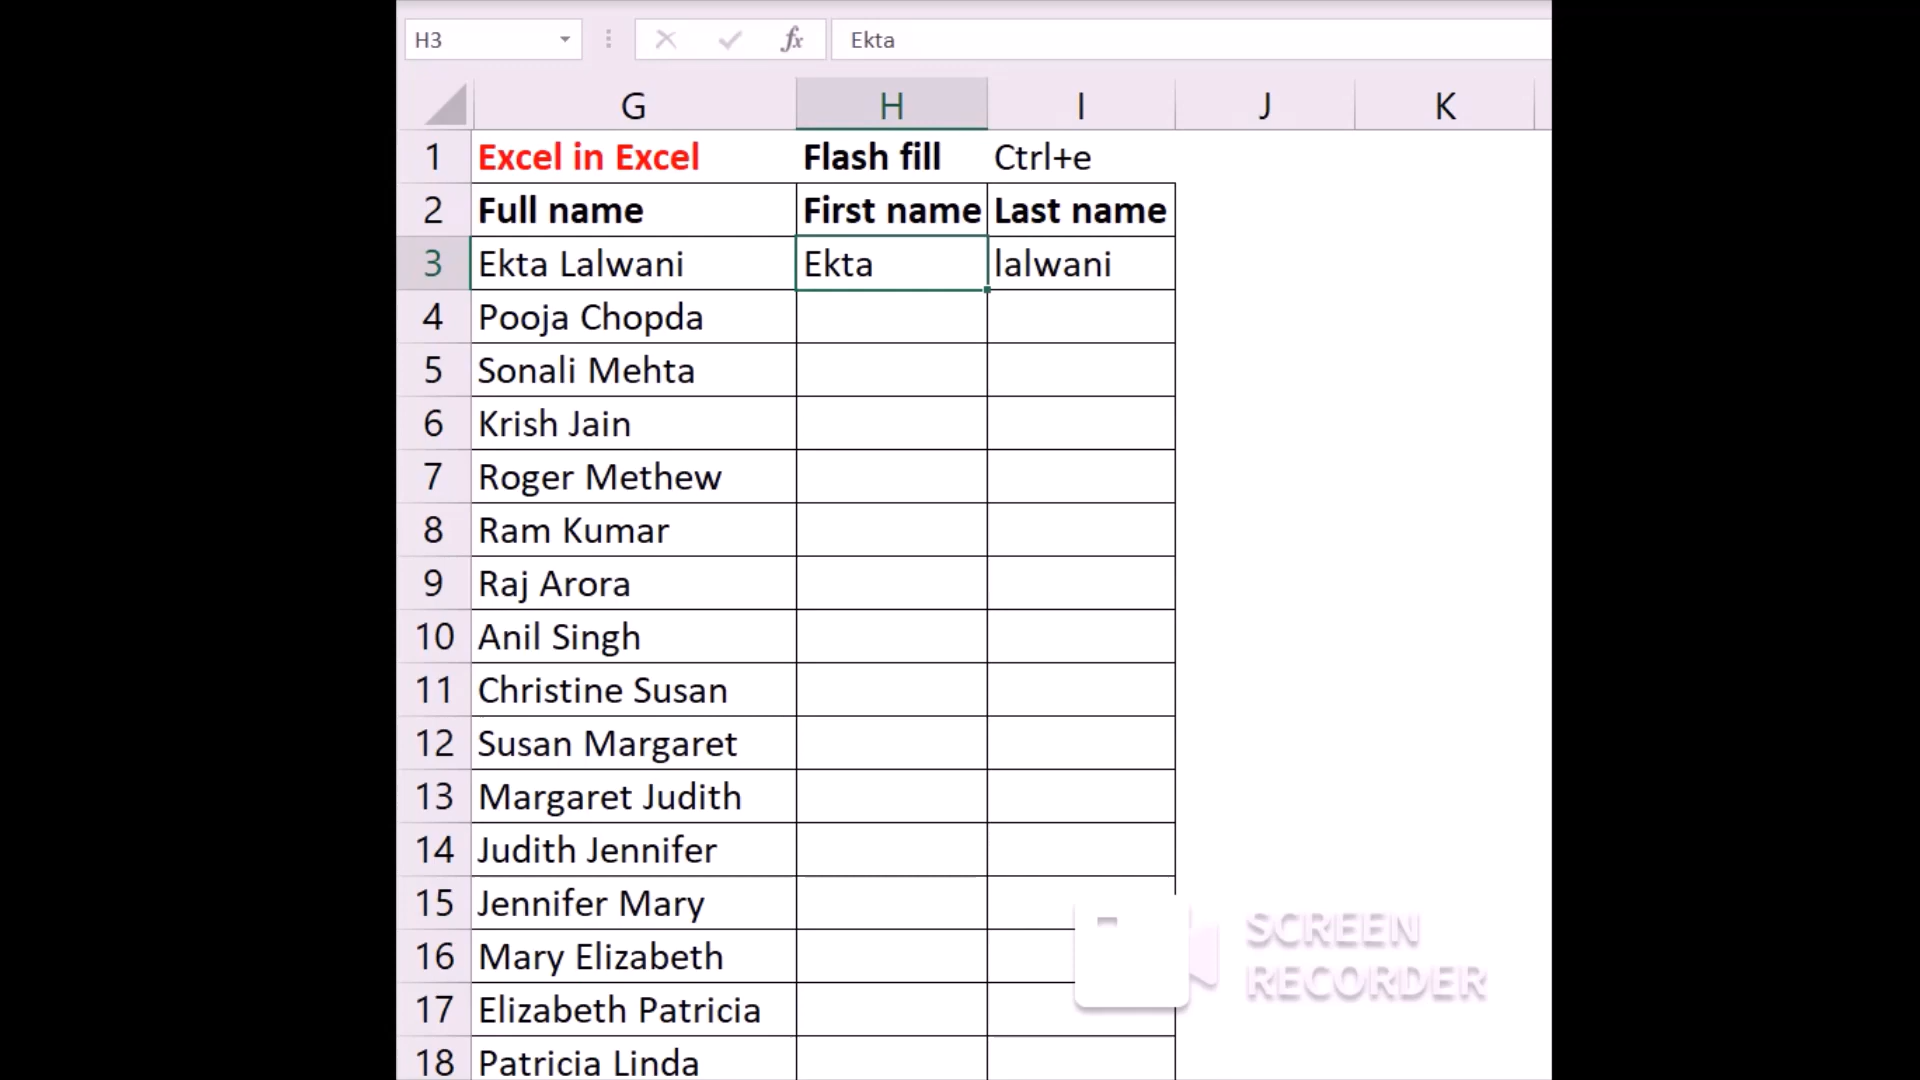 H3 fx Ekta
G H I J K
1 Excel in Excel Flash fill Ctrl+e
2 Full name First name Last name
3 Ekta Lalwani Ekta lalwani
4 Pooja Chopda
5 Sonali Mehta
6 Krish Jain
7 Roger Methew
8 Ram Kumar
9 Raj Arora
10 Anil Singh
11 Christine Susan
12 Susan Margaret
13 Margaret Judith
14 Judith Jennifer
15 Jennifer Mary
16 Mary Elizabeth
17 Elizabeth Patricia
18 Patricia Linda
SCREEN
RECORDER